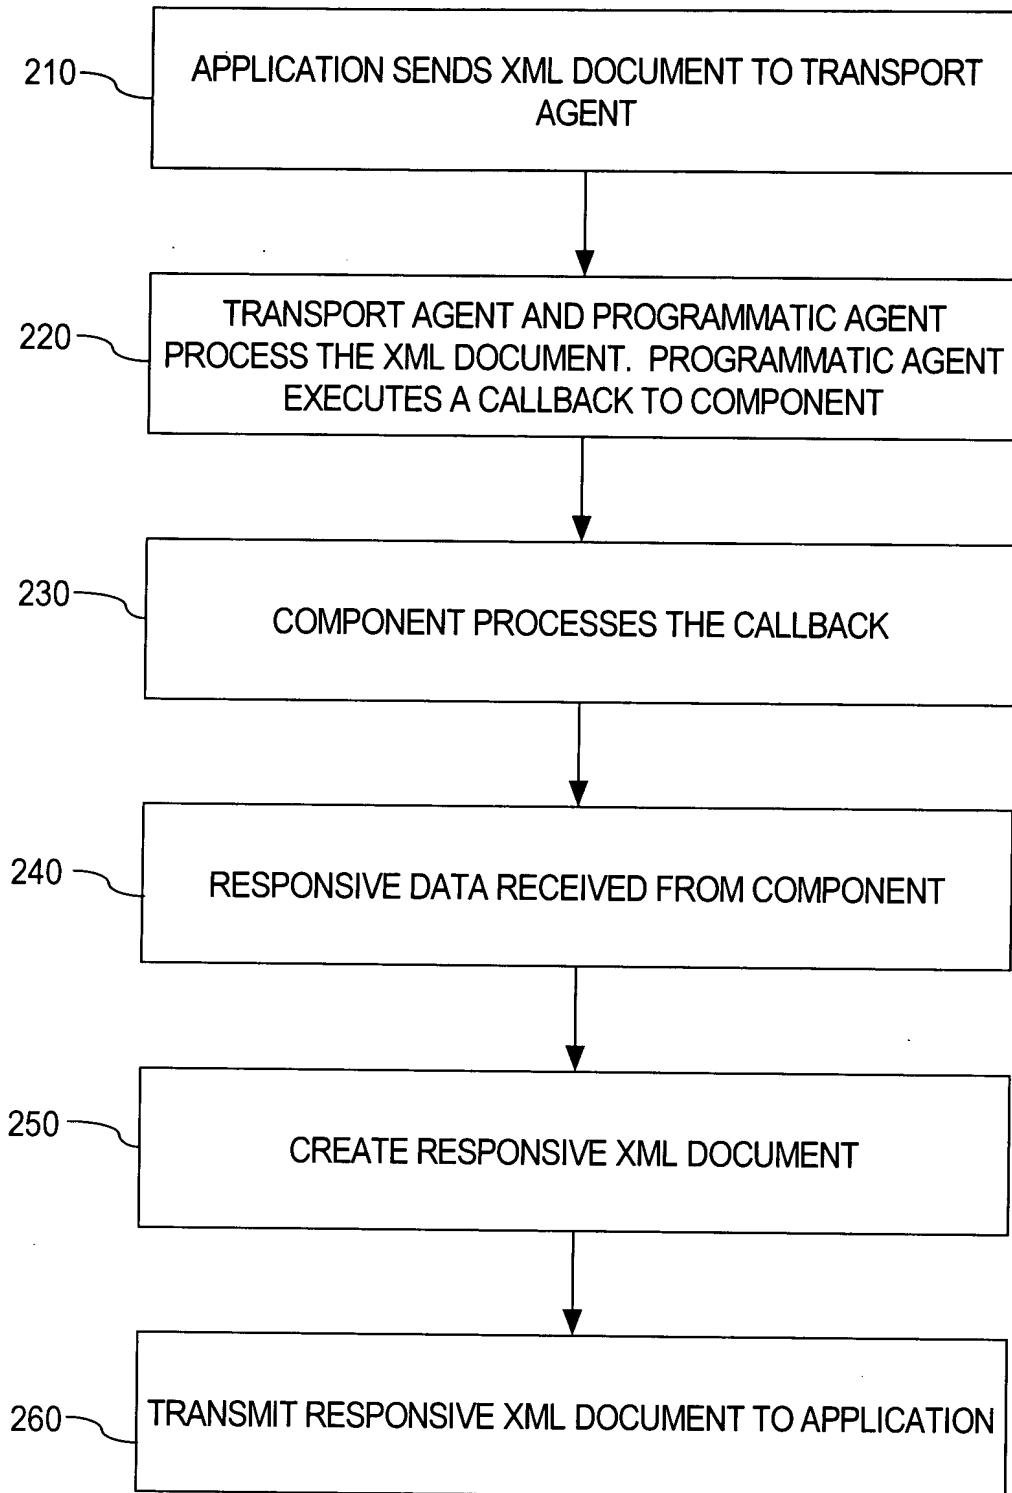 210
APPLICATION SENDS XML DOCUMENT TO TRANSPORT
AGENT
220
TRANSPORT AGENT AND PROGRAMMATIC AGENT
PROCESS THE XML DOCUMENT. PROGRAMMATIC AGENT
EXECUTES A CALLBACK TO COMPONENT
230
COMPONENT PROCESSES THE CALLBACK
240
RESPONSIVE DATA RECEIVED FROM COMPONENT
250
CREATE RESPONSIVE XML DOCUMENT
260
TRANSMIT RESPONSIVE XML DOCUMENT TO APPLICATION